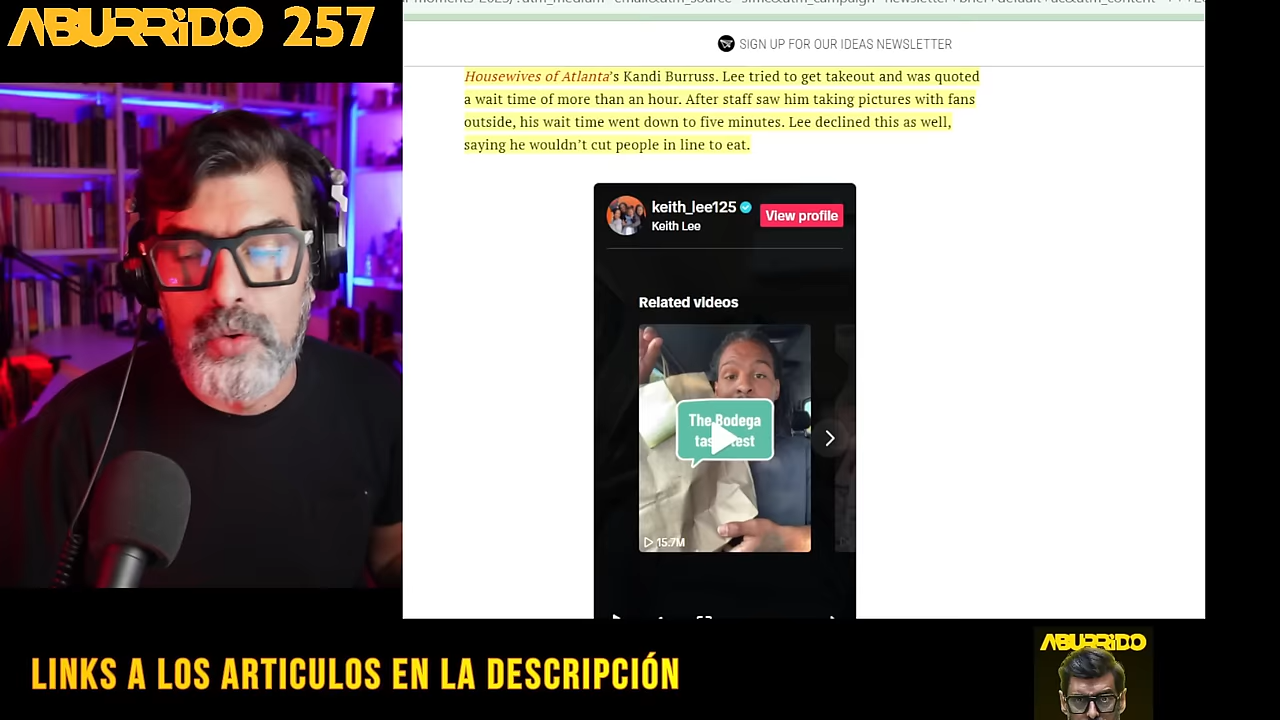 ABURRIDO 257
SIGN UP FOR OUR IDEAS NEWSLETTER
Housewives of Atlanta’s Kandi Burruss. Lee tried to get takeout and was quoted
a wait time of more than an hour. After staff saw him taking pictures with fans
outside, his wait time went down to five minutes. Lee declined this as well,
saying he wouldn’t cut people in line to eat.
keith_lee125
View profile
Keith Lee
Related videos
The Bodega
15.7M
LINKS A LOS ARTICULOS EN LA DESCRIPCIÓN
ABURRIDO